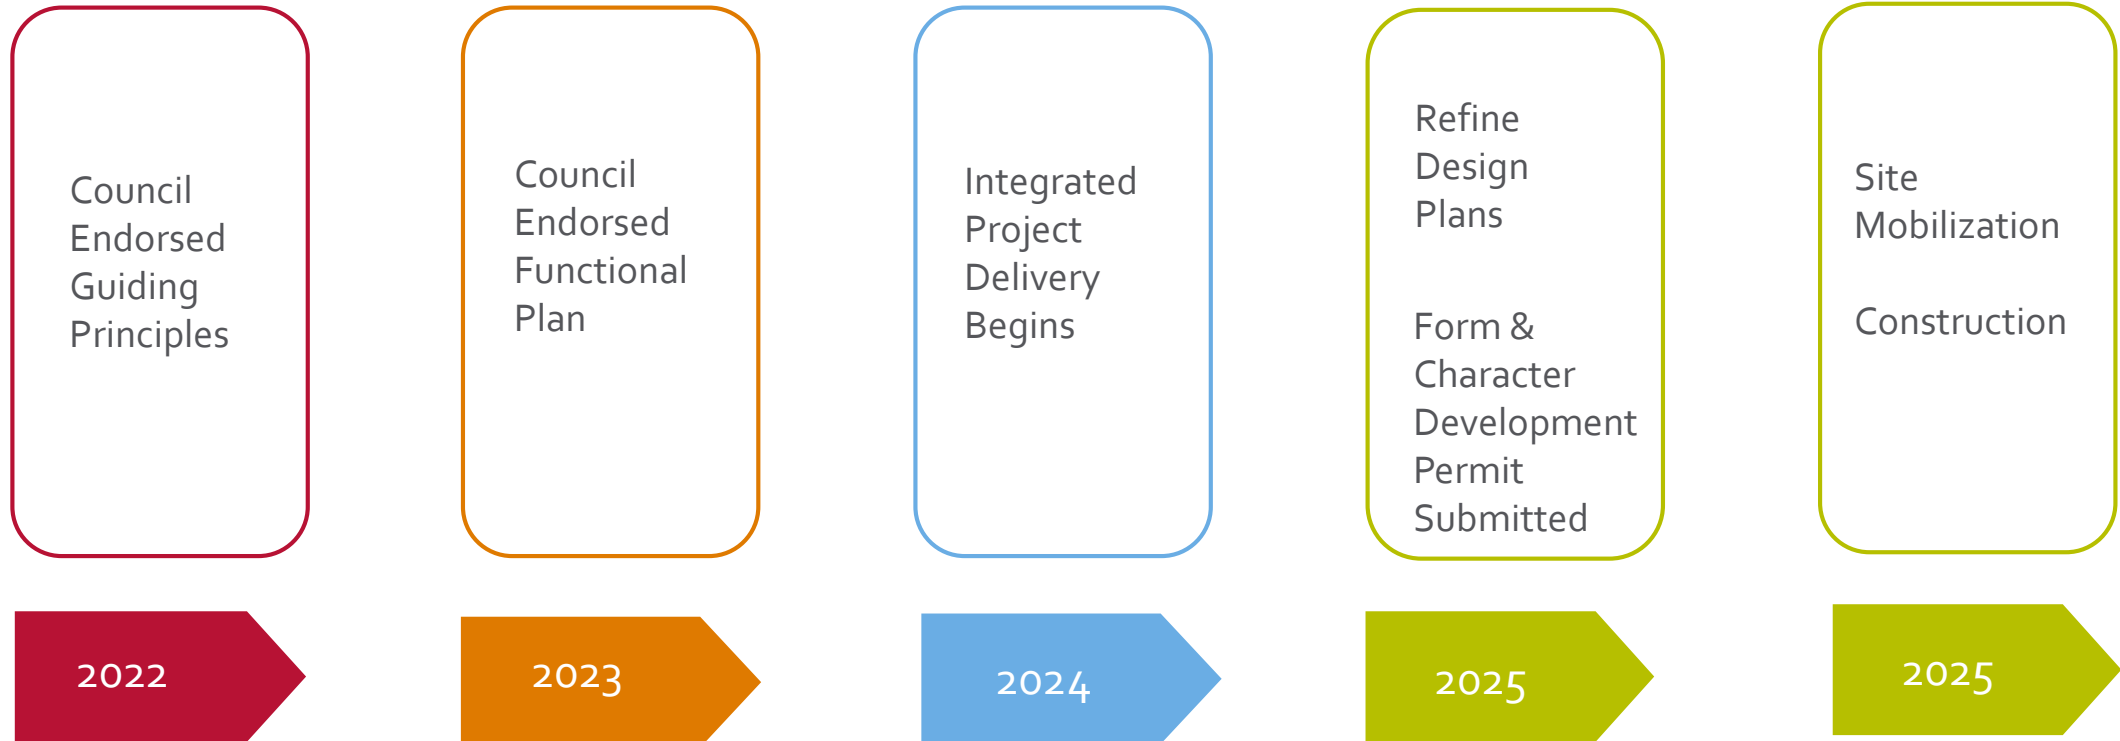 Council
Endorsed
Guiding
Principles
Council
Endorsed
Functional
Plan
Integrated
Project
Delivery
Begins
Refine
Design
Plans
Form &
Character
Development
Permit
Submitted
Site
Mobilization
Construction
2022
2023
2024
2025
2025